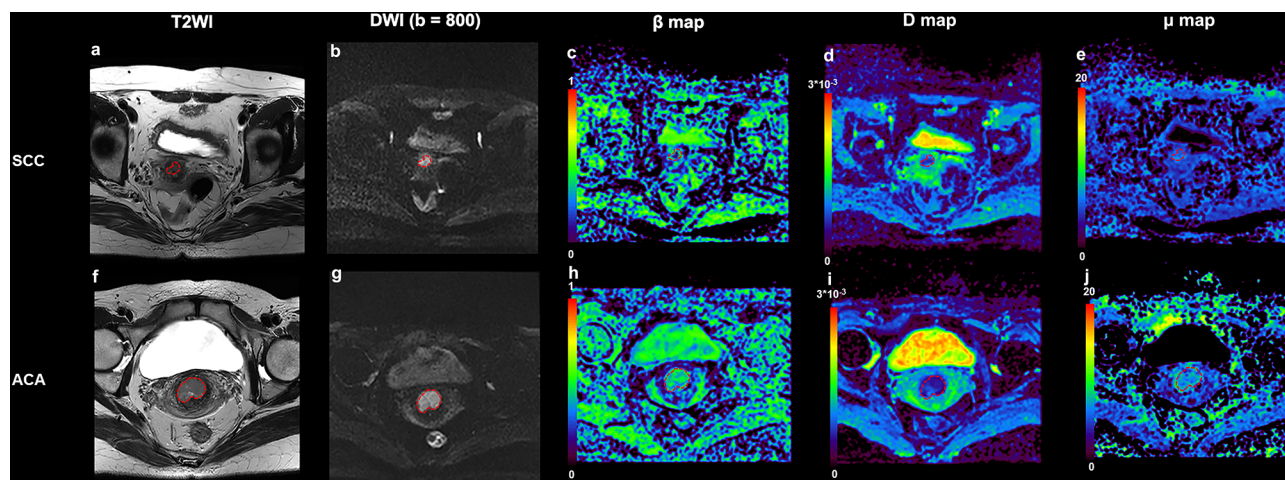 T2WI
DWI (b = 800)
β map
D map
μ map
SCC
a
b
c
1
0
d
3*10⁻³
0
e
20
0
ACA
f
g
h
1
0
i
3*10⁻³
0
j
20
0